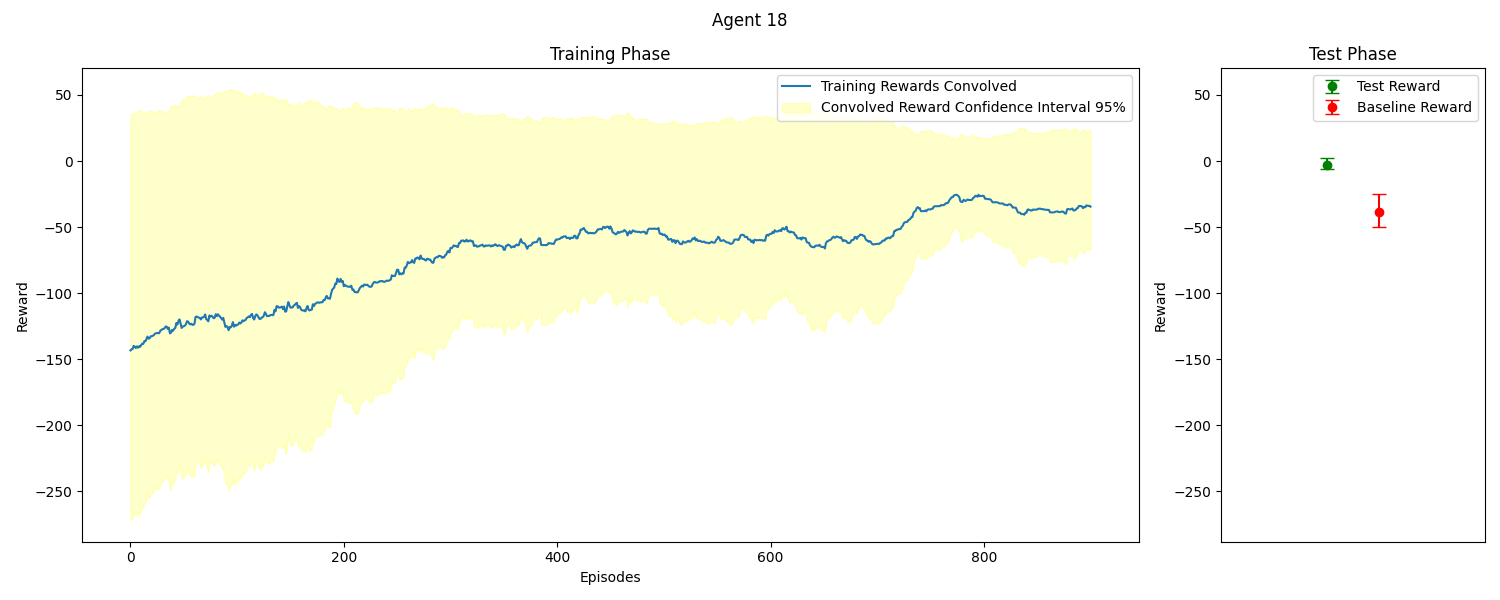 Agent 18
Training Phase
Training Rewards Convolved
Convolved Reward Confidence Interval 95%
Reward
50
0
−50
−100
−150
−200
−250
0 200 400 600 800
Episodes
Test Phase
Test Reward
Baseline Reward
Reward
50
0
−50
−100
−150
−200
−250